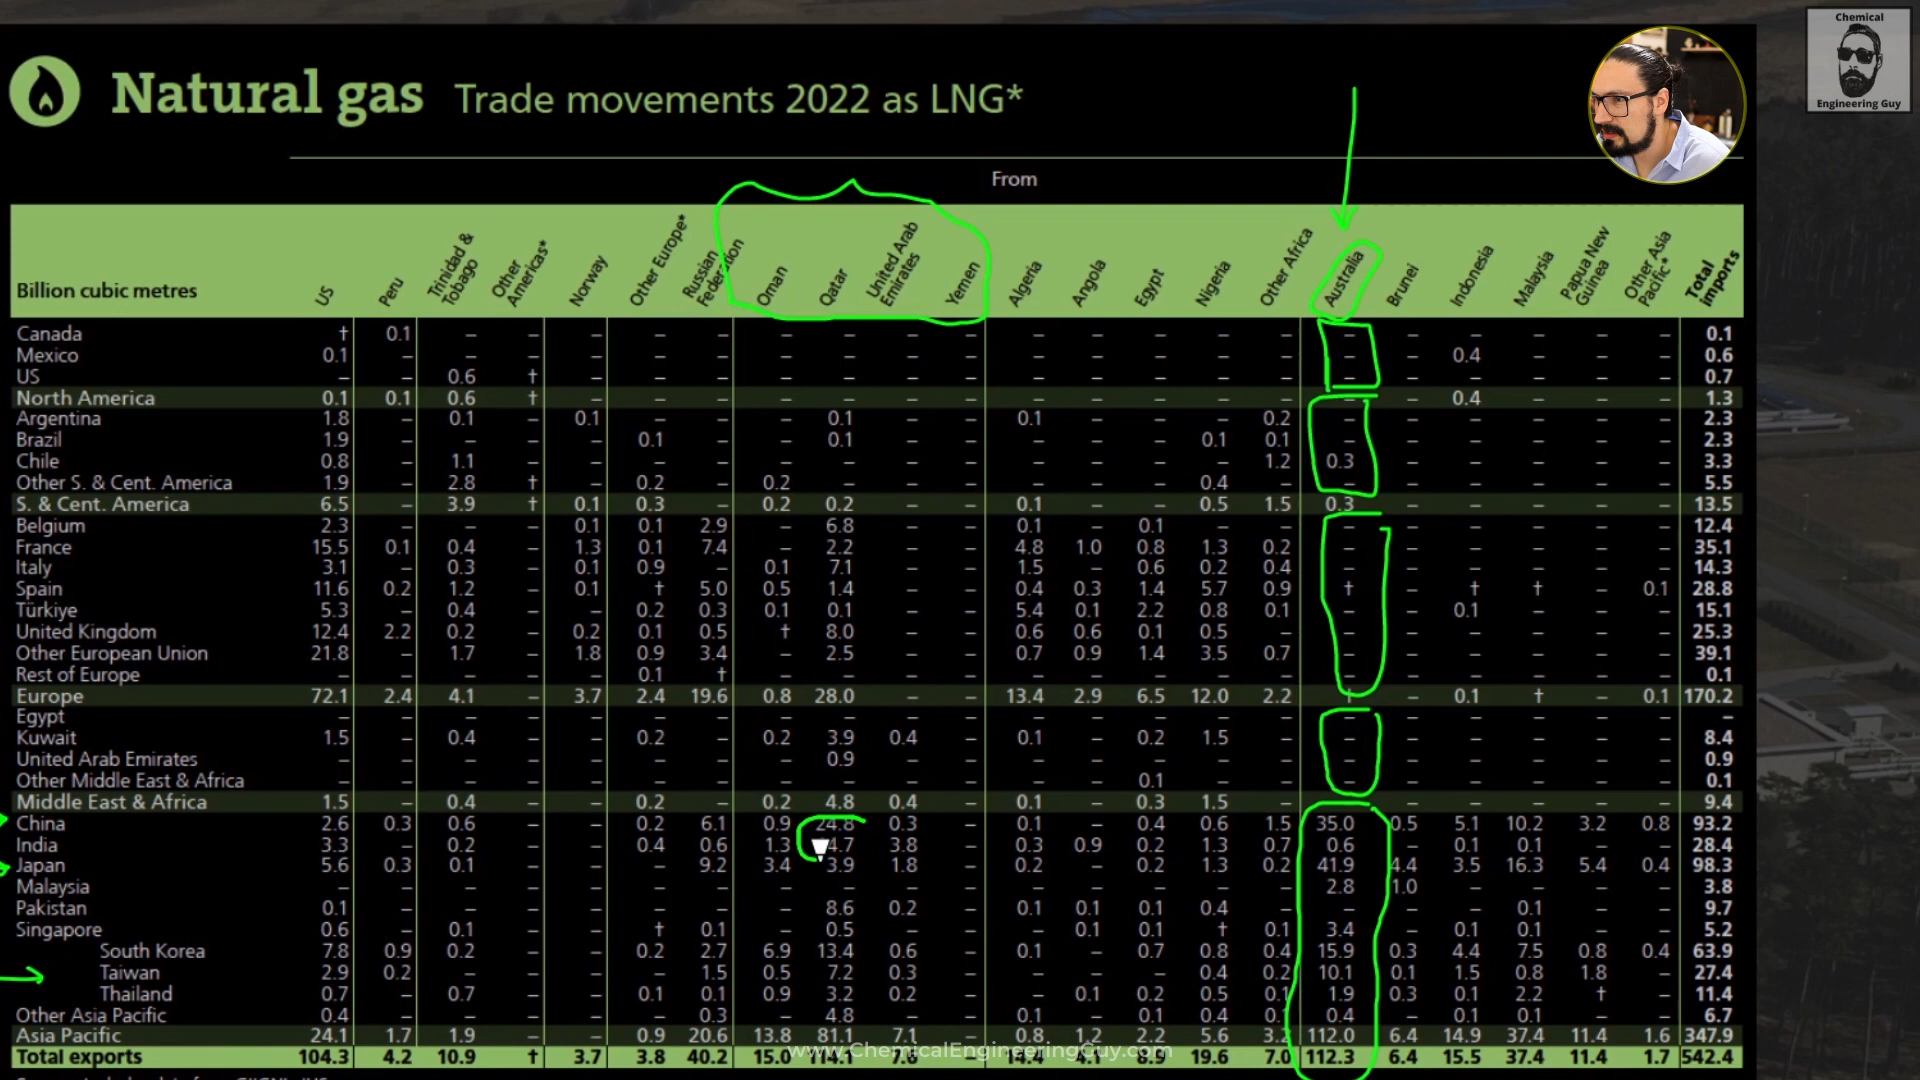 Chemical
Engineering Guy
Natural gas Trade movements 2022 as LNG*
From
Billion cubic metres US Peru Trinidad & Tobago Other Americas* Norway Other Europe* Russian Federation Oman Qatar United Arab Emirates Yemen Algeria Angola Egypt Nigeria Other Africa Australia Brunei Indonesia Malaysia Papua New Guinea Other Asia Pacific* Total imports
Canada † 0.1 – – – – – – – – – – – – – – – – – – – – 0.1
Mexico 0.1 – – – – – – – – – – – – – – – – – 0.4 – – – 0.6
US – – 0.6 † – – – – – – – – – – – – – – – – – – 0.7
North America 0.1 0.1 0.6 † – – – – – – – – – – – – – – 0.4 – – – 1.3
Argentina 1.8 – 0.1 – 0.1 – – – 0.1 – – 0.1 – – – 0.2 – – – – – – 2.3
Brazil 1.9 – – – – 0.1 – – 0.1 – – – – – 0.1 0.1 – – – – – – 2.3
Chile 0.8 – 1.1 – – – – – – – – – – – – 1.2 0.3 – – – – – 3.3
Other S. & Cent. America 1.9 – 2.8 † – 0.2 – 0.2 – – – – – – 0.4 – – – – – – – 5.5
S. & Cent. America 6.5 – 3.9 † 0.1 0.3 – 0.2 0.2 – – 0.1 – – 0.5 1.5 0.3 – – – – – 13.5
Belgium 2.3 – – – 0.1 0.1 2.9 – 6.8 – – 0.1 – 0.1 – – – – – – – – 12.4
France 15.5 0.1 0.4 – 1.3 0.1 7.4 – 2.2 – – 4.8 1.0 0.8 1.3 0.2 – – – – – – 35.1
Italy 3.1 – 0.3 – 0.1 0.9 – 0.1 7.1 – – 1.5 – 0.6 0.2 0.4 – – – – – – 14.3
Spain 11.6 0.2 1.2 – 0.1 † 5.0 0.5 1.4 – – 0.4 0.3 1.4 5.7 0.9 † – † † – 0.1 28.8
Türkiye 5.3 – 0.4 – – 0.2 0.3 0.1 0.1 – – 5.4 0.1 2.2 0.8 0.1 – – 0.1 – – – 15.1
United Kingdom 12.4 2.2 0.2 – 0.2 0.1 0.5 † 8.0 – – 0.6 0.6 0.1 0.5 – – – – – – – 25.3
Other European Union 21.8 – 1.7 – 1.8 0.9 3.4 – 2.5 – – 0.7 0.9 1.4 3.5 0.7 – – – – – – 39.1
Rest of Europe – – – – – 0.1 † – – – – – – – – – – – – – – – 0.1
Europe 72.1 2.4 4.1 – 3.7 2.4 19.6 0.8 28.0 – – 13.4 2.9 6.5 12.0 2.2 † – 0.1 † – 0.1 170.2
Egypt – – – – – – – – – – – – – – – – – – – – – – –
Kuwait 1.5 – 0.4 – – 0.2 – 0.2 3.9 0.4 – 0.1 – 0.2 1.5 – – – – – – – 8.4
United Arab Emirates – – – – – – – – 0.9 – – – – – – – – – – – – – 0.9
Other Middle East & Africa – – – – – – – – – – – – – 0.1 – – – – – – – – 0.1
Middle East & Africa 1.5 – 0.4 – – 0.2 – 0.2 4.8 0.4 – 0.1 – 0.3 1.5 – – – – – – – 9.4
China 2.6 0.3 0.6 – – 0.2 6.1 0.9 24.8 0.3 – 0.1 – 0.4 0.6 1.5 35.0 0.5 5.1 10.2 3.2 0.8 93.2
India 3.3 – 0.2 – – 0.4 0.6 1.3 4.7 3.8 – 0.3 0.9 0.2 1.3 0.7 0.6 – 0.1 0.1 – – 28.4
Japan 5.6 0.3 0.1 – – – 9.2 3.4 3.9 1.8 – 0.2 – 0.2 1.3 0.2 41.9 4.4 3.5 16.3 5.4 0.4 98.3
Malaysia – – – – – – – – – – – – – – – – 2.8 1.0 – – – – 3.8
Pakistan 0.1 – – – – – – – 8.6 0.2 – 0.1 0.1 0.1 0.4 – – – – 0.1 – – 9.7
Singapore 0.6 – 0.1 – – † 0.1 – 0.5 – – – 0.1 0.1 † 0.1 3.4 – 0.1 0.1 – – 5.2
South Korea 7.8 0.9 0.2 – – 0.2 2.7 6.9 13.4 0.6 – 0.1 – 0.7 0.8 0.4 15.9 0.3 4.4 7.5 0.8 0.4 63.9
Taiwan 2.9 0.2 – – – – 1.5 0.5 7.2 0.3 – – – – 0.4 0.2 10.1 0.1 1.5 0.8 1.8 – 27.4
Thailand 0.7 – 0.7 – – 0.1 0.1 0.9 3.2 0.2 – – 0.1 0.2 0.5 0.1 1.9 0.3 0.1 2.2 † – 11.4
Other Asia Pacific 0.4 – – – – – 0.3 – 4.8 – – 0.1 – 0.1 0.4 0.1 0.4 – 0.1 0.1 – – 6.7
Asia Pacific 24.1 1.7 1.9 – – 0.9 20.6 13.8 81.1 7.1 – 0.8 1.2 2.2 5.6 3.2 112.0 6.4 14.9 37.4 11.4 1.6 347.9
Total exports 104.3 4.2 10.9 † 3.7 3.8 40.2 15.0 114.1 7.6 – 14.4 4.1 8.9 19.6 7.0 112.3 6.4 15.5 37.4 11.4 1.7 542.4
www.ChemicalEngineeringGuy.com